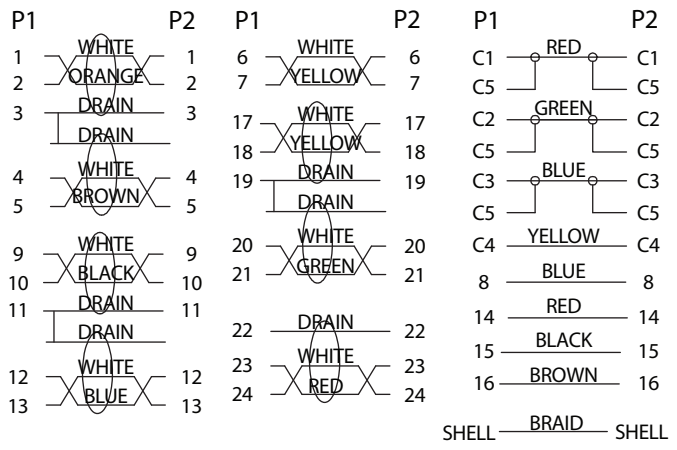 P1 P2
1 WHITE 1
2 ORANGE 2
3 DRAIN 3
DRAIN
4 WHITE 4
5 BROWN 5
9 WHITE 9
10 BLACK 10
11 DRAIN 11
DRAIN
12 WHITE 12
13 BLUE 13
P1 P2
6 WHITE 6
7 YELLOW 7
17 WHITE 17
18 YELLOW 18
19 DRAIN 19
DRAIN
20 WHITE 20
21 GREEN 21
22 DRAIN 22
23 WHITE 23
24 RED 24
P1 P2
C1 RED C1
C5 C5
C2 GREEN C2
C5 C5
C3 BLUE C3
C5 C5
C4 YELLOW C4
8 BLUE 8
14 RED 14
15 BLACK 15
16 BROWN 16
SHELL BRAID SHELL